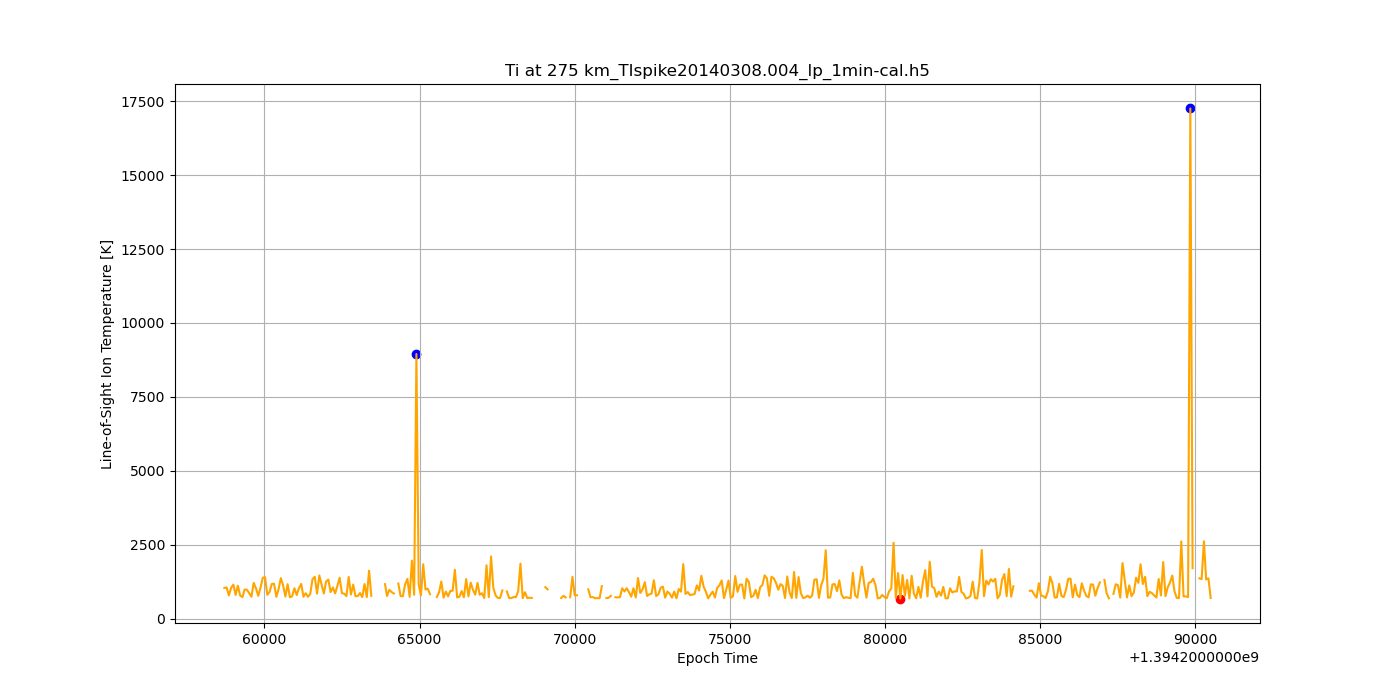 Ti at 275 km_TIspike20140308.004_lp_1min-cal.h5
17500
15000
12500
10000
7500
5000
2500
0
Line-of-Sight Ion Temperature [K]
60000 65000 70000 75000 80000 85000 90000
Epoch Time
+1.3942000000e9